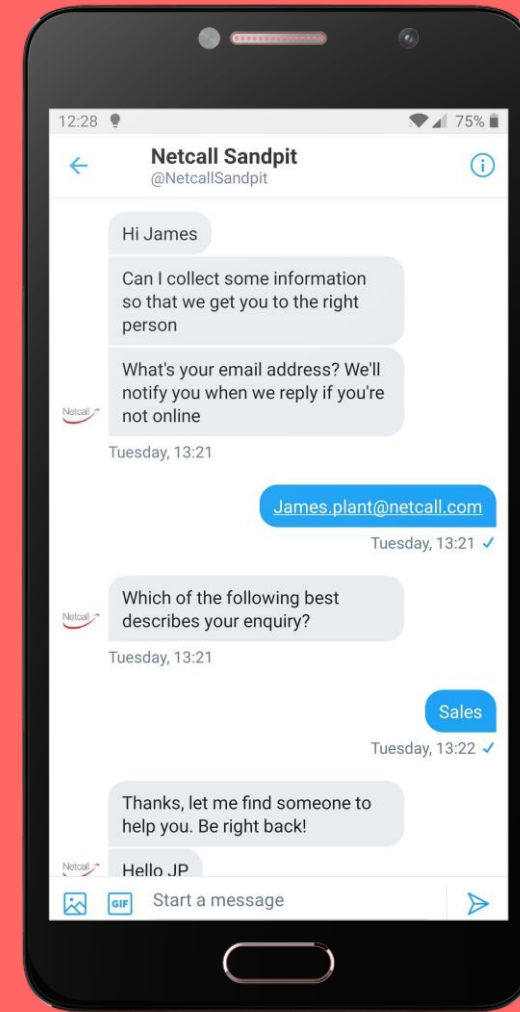 12:28
75%
Netcall Sandpit
@NetcallSandpit
Hi James
Can I collect some information
so that we get you to the right
person
What's your email address? We'll
notify you when we reply if you're
not online
Netcall
Tuesday, 13:21
James.plant@netcall.com
Tuesday, 13:21
Which of the following best
describes your enquiry?
Netcall
Tuesday, 13:21
Sales
Tuesday, 13:22
Thanks, let me find someone to
help you. Be right back!
Netcall
Hello JP
GIF
Start a message